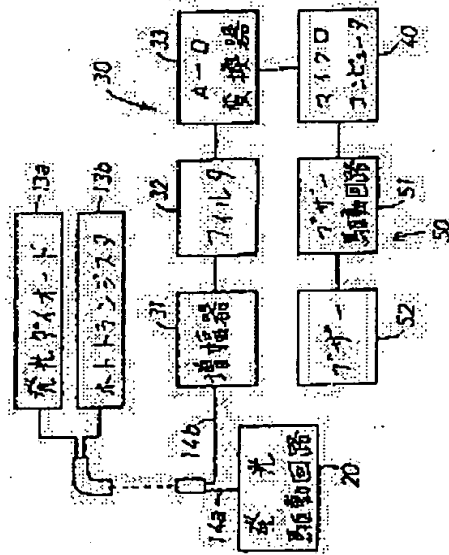 発光ダイオード
13a
ホトトランジスタ
13b
30
14a
14b
発光
駆動回路
20
増幅器
31
フィルタ
32
A-D
変換器
33
ブザー
52
ブザー
駆動回路
51
50
マイクロ
コンピュータ
40